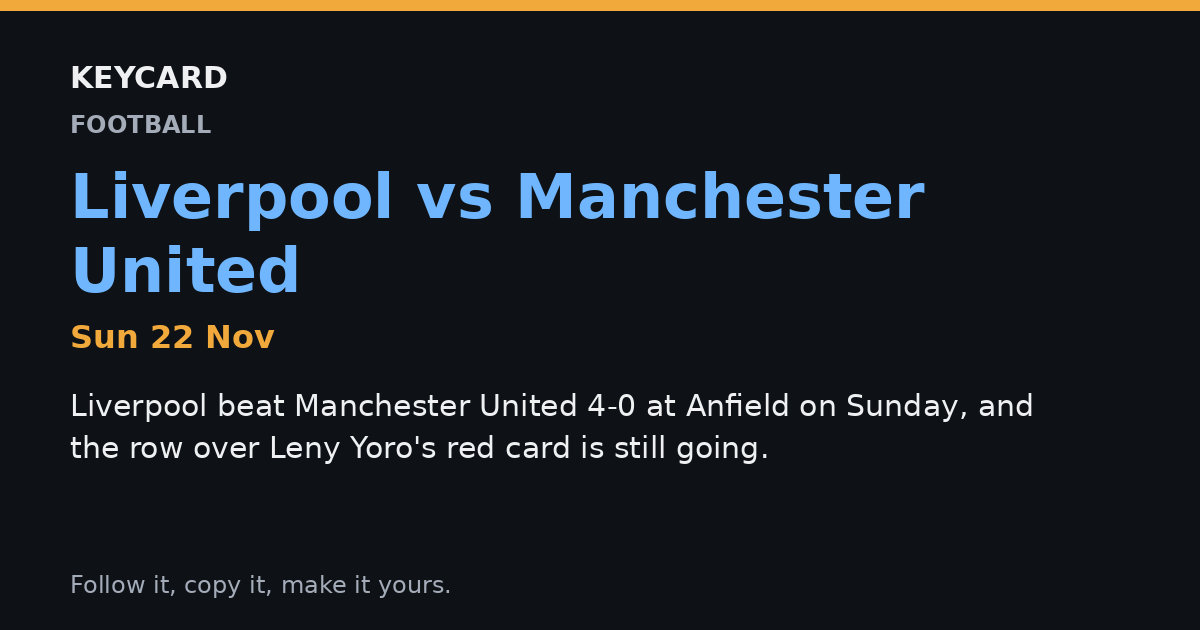 KEYCARD
FOOTBALL
Liverpool vs Manchester
United
Sun 22 Nov
Liverpool beat Manchester United 4-0 at Anfield on Sunday, and
the row over Leny Yoro's red card is still going.
Follow it, copy it, make it yours.